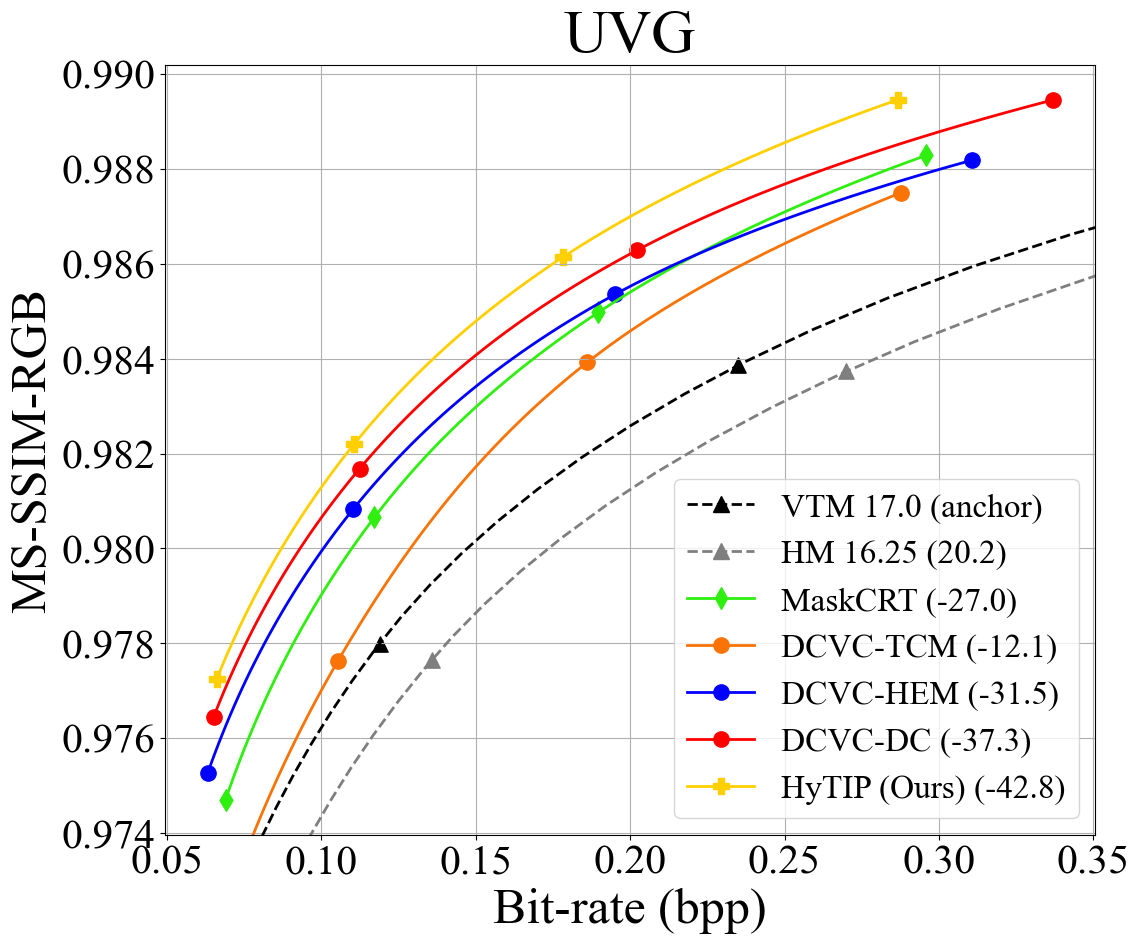 UVG
MS-SSIM-RGB
0.990
0.988
0.986
0.984
0.982
0.980
0.978
0.976
0.974
VTM 17.0 (anchor)
HM 16.25 (20.2)
MaskCRT (-27.0)
DCVC-TCM (-12.1)
DCVC-HEM (-31.5)
DCVC-DC (-37.3)
HyTIP (Ours) (-42.8)
0.05 0.10 0.15 0.20 0.25 0.30 0.35
Bit-rate (bpp)